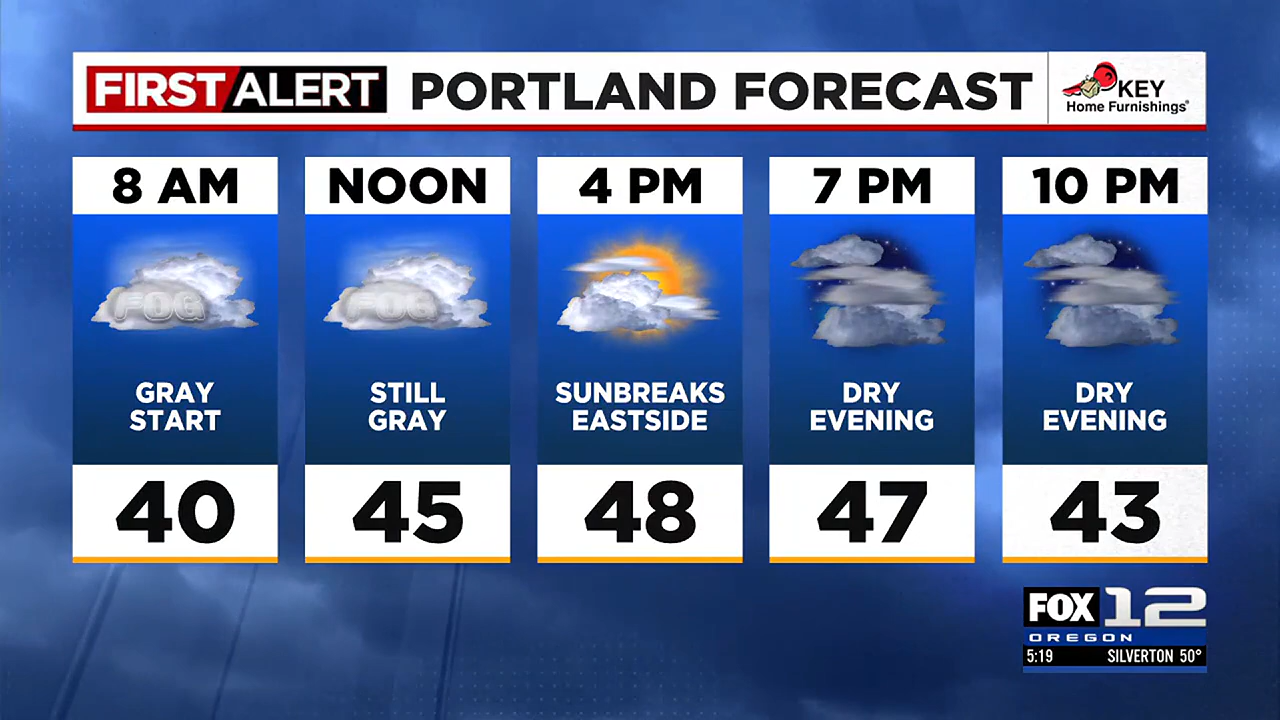 FIRST ALERT PORTLAND FORECAST
KEY
Home Furnishings®
8 AM
FOG
GRAY
START
40
NOON
FOG
STILL
GRAY
45
4 PM
SUNBREAKS
EASTSIDE
48
7 PM
DRY
EVENING
47
10 PM
DRY
EVENING
43
FOX 12
OREGON
5:19 SILVERTON 50°